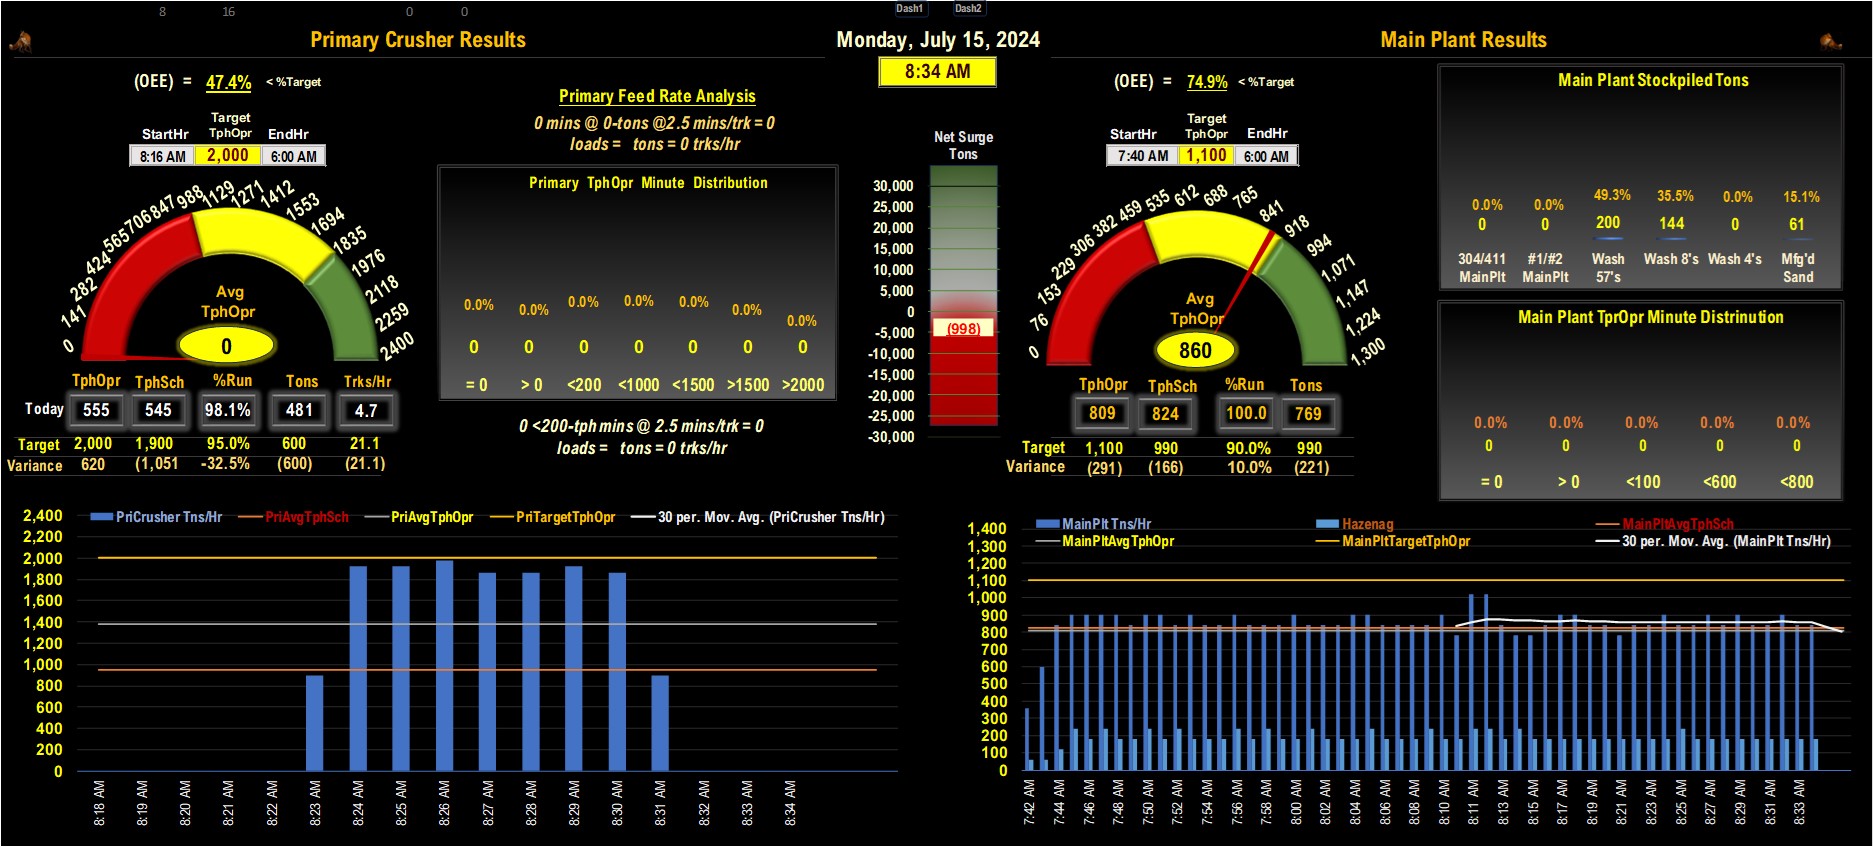 8 16 0 0 Dash1 Dash2
Primary Crusher Results
Monday, July 15, 2024
Main Plant Results
8:34 AM
(OEE) = 47.4% < %Target
Primary Feed Rate Analysis
0 mins @ 0-tons @2.5 mins/trk = 0
loads = tons = 0 trks/hr
StartHr Target TphOpr EndHr
8:16 AM 2,000 6:00 AM
0 141 282 424 565 706 847 988 1129 1271 1412 1553 1694 1835 1976 2118 2259 2400
Avg
TphOpr
0
TphOpr TphSch %Run Tons Trks/Hr
Today 555 545 98.1% 481 4.7
Target 2,000 1,900 95.0% 600 21.1
Variance 620 (1,051 -32.5% (600) (21.1)
Primary TphOpr Minute Distribution
0.0% 0.0% 0.0% 0.0% 0.0% 0.0% 0.0%
0 0 0 0 0 0 0
= 0 > 0 <200 <1000 <1500 >1500 >2000
0 <200-tph mins @ 2.5 mins/trk = 0
loads = tons = 0 trks/hr
Net Surge
Tons
30,000
25,000
20,000
15,000
10,000
5,000
0
-5,000
-10,000
-15,000
-20,000
-25,000
-30,000
(998)
(OEE) = 74.9% < %Target
StartHr Target TphOpr EndHr
7:40 AM 1,100 6:00 AM
0 76 153 229 306 382 459 535 612 688 765 841 918 994 1,071 1,147 1,224 1,300
Avg
TphOpr
860
TphOpr TphSch %Run Tons
809 824 100.0 769
Target 1,100 990 90.0% 990
Variance (291) (166) 10.0% (221)
Main Plant Stockpiled Tons
0.0% 0.0% 49.3% 35.5% 0.0% 15.1%
0 0 200 144 0 61
304/411 #1/#2 Wash Wash 8's Wash 4's Mfg'd
MainPlt MainPlt 57's Sand
Main Plant TprOpr Minute Distrinution
0.0% 0.0% 0.0% 0.0% 0.0%
0 0 0 0 0
= 0 > 0 <100 <600 <800
PriCrusher Tns/Hr PriAvgTphSch PriAvgTphOpr PriTargetTphOpr 30 per. Mov. Avg. (PriCrusher Tns/Hr)
2,400
2,200
2,000
1,800
1,600
1,400
1,200
1,000
800
600
400
200
0
8:18 AM 8:19 AM 8:20 AM 8:21 AM 8:22 AM 8:23 AM 8:24 AM 8:25 AM 8:26 AM 8:27 AM 8:28 AM 8:29 AM 8:30 AM 8:31 AM 8:32 AM 8:33 AM 8:34 AM
MainPlt Tns/Hr Hazenag MainPltAvgTphSch
MainPltAvgTphOpr MainPltTargetTphOpr 30 per. Mov. Avg. (MainPlt Tns/Hr)
1,400
1,300
1,200
1,100
1,000
900
800
700
600
500
400
300
200
100
0
7:42 AM 7:44 AM 7:46 AM 7:48 AM 7:50 AM 7:52 AM 7:54 AM 7:56 AM 7:58 AM 8:00 AM 8:02 AM 8:04 AM 8:06 AM 8:08 AM 8:10 AM 8:11 AM 8:13 AM 8:15 AM 8:17 AM 8:19 AM 8:21 AM 8:23 AM 8:25 AM 8:27 AM 8:29 AM 8:31 AM 8:33 AM